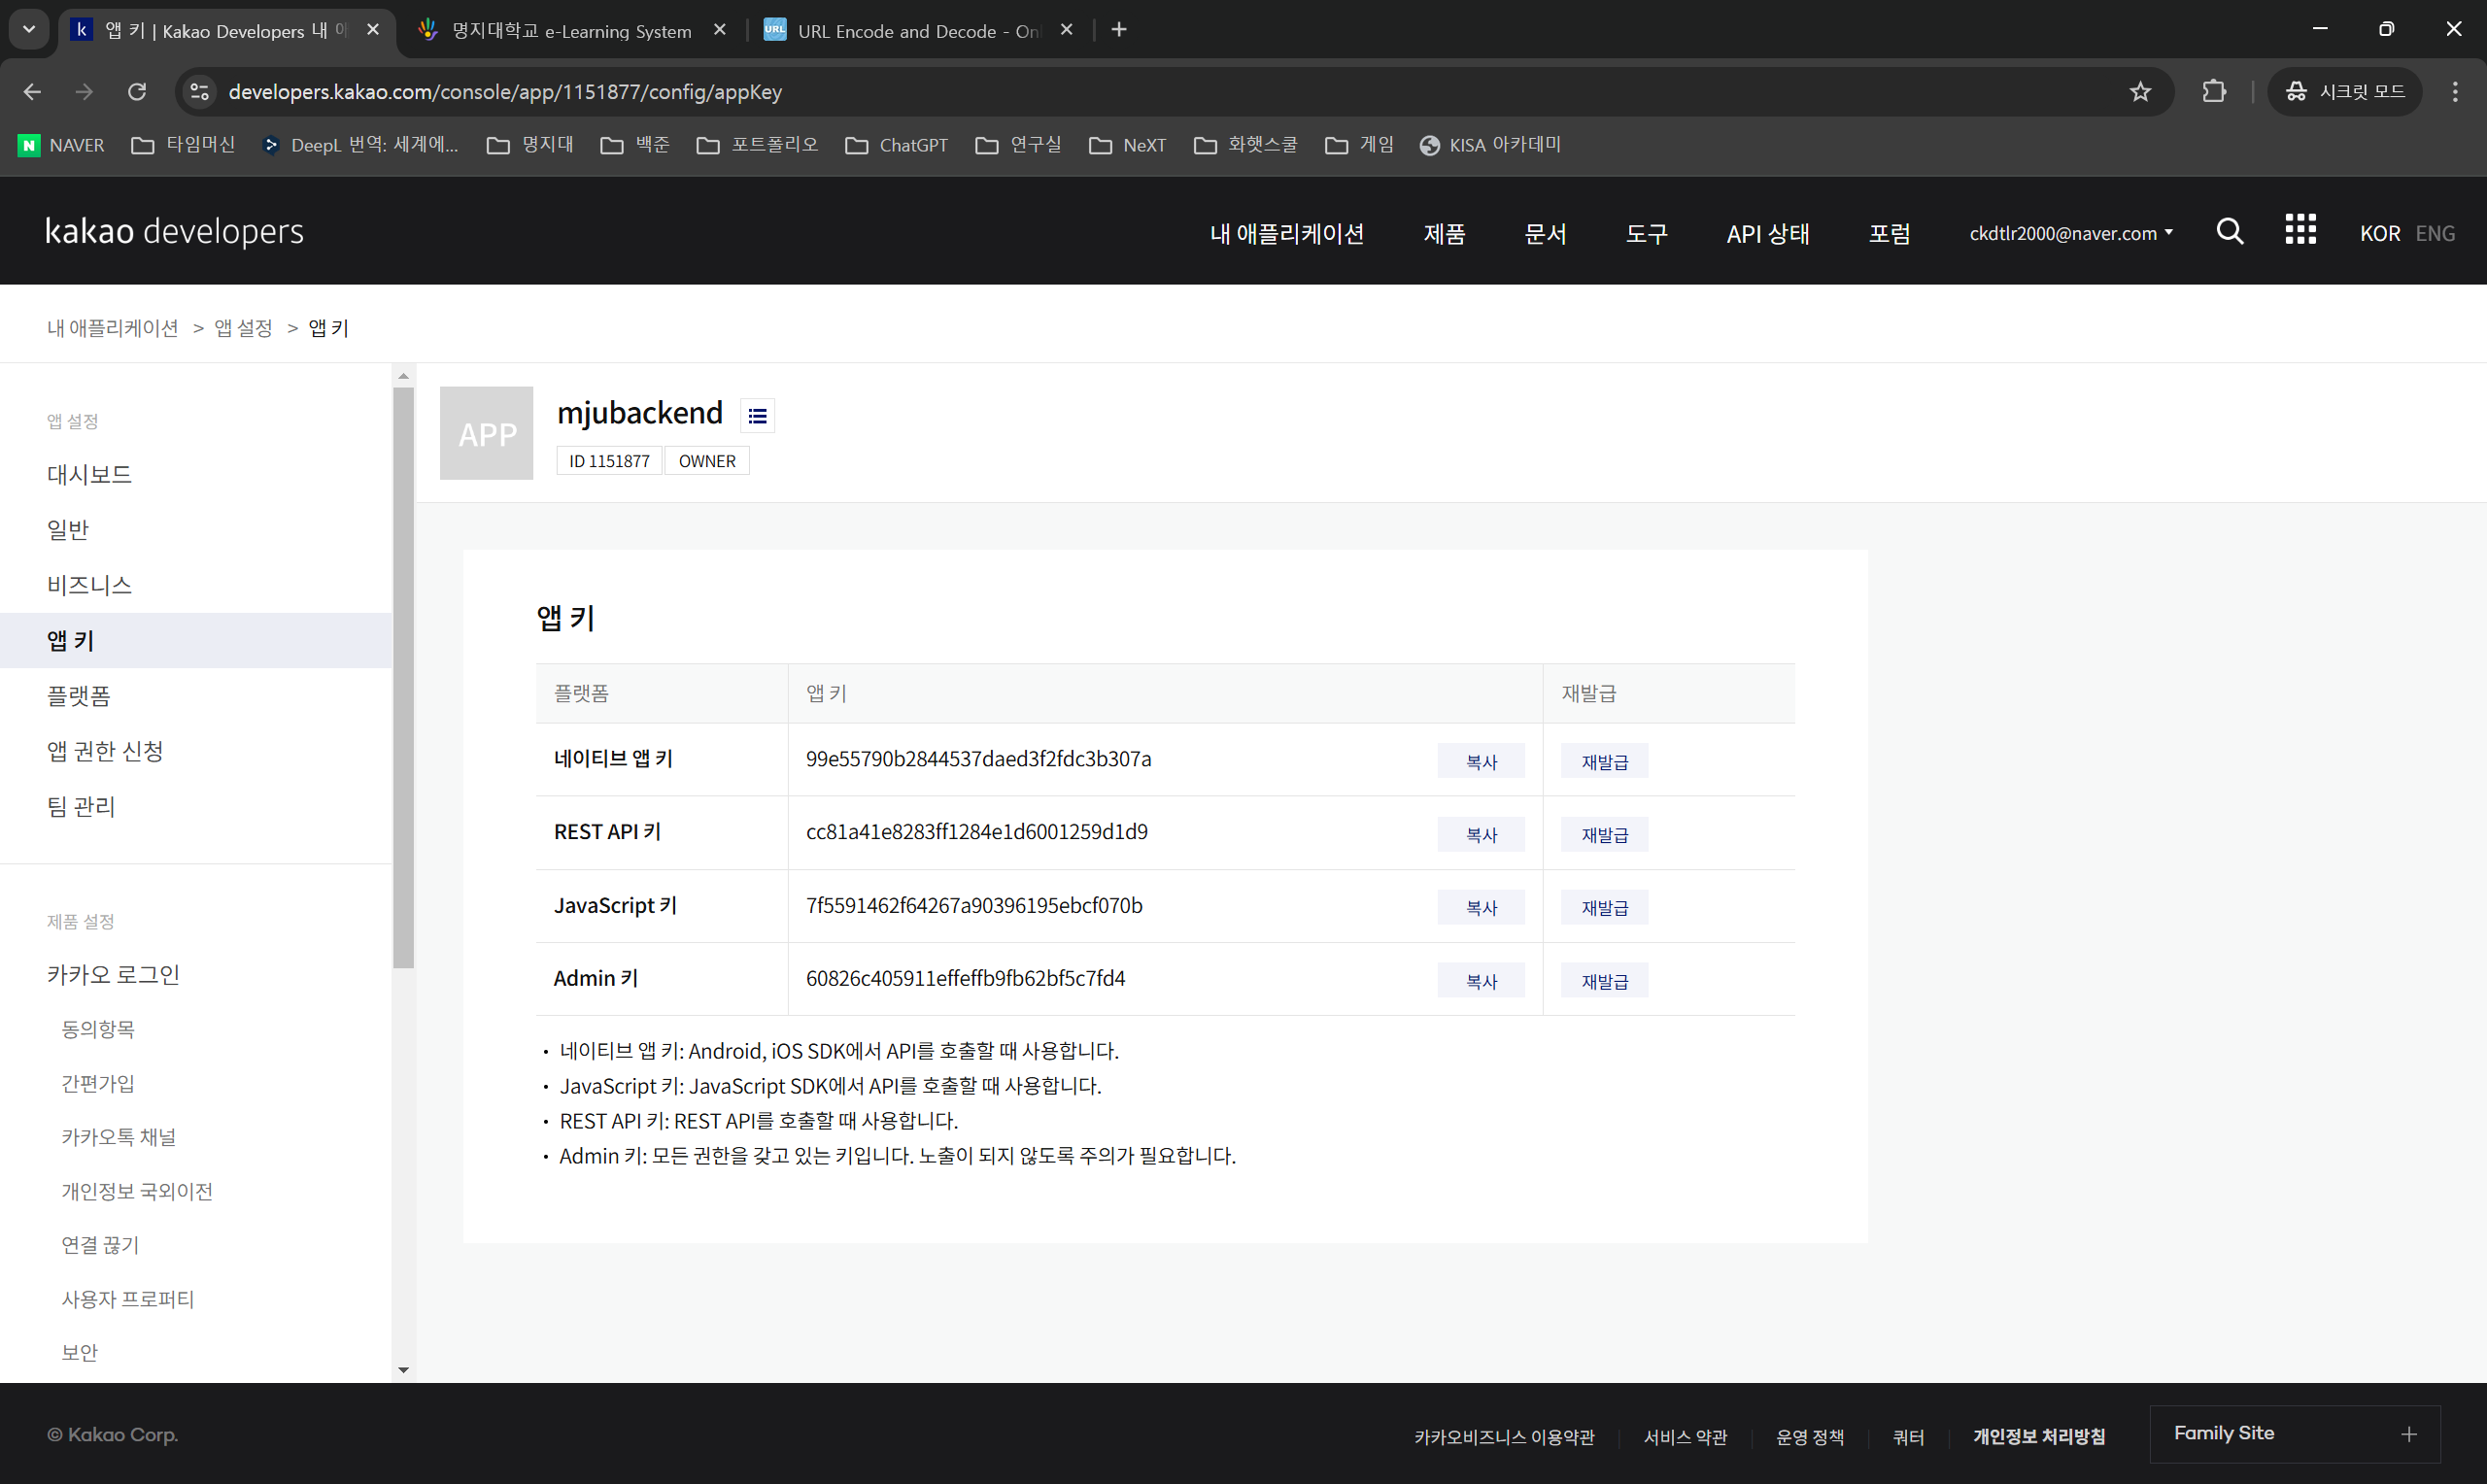 앱 키 | Kakao Developers 내
명지대학교 e-Learning System
URL Encode and Decode - On
developers.kakao.com/console/app/1151877/config/appKey
시크릿 모드
NAVER 타임머신 DeepL 번역: 세계에... 명지대 백준 포트폴리오 ChatGPT 연구실 NeXT 화햇스쿨 게임 KISA 아카데미
kakao developers
내 애플리케이션 제품 문서 도구 API 상태 포럼 ckdtlr2000@naver.com KOR ENG
내 애플리케이션 > 앱 설정 > 앱 키
앱 설정
대시보드
일반
비즈니스
앱 키
플랫폼
앱 권한 신청
팀 관리
제품 설정
카카오 로그인
동의항목
간편가입
카카오톡 채널
개인정보 국외이전
연결 끊기
사용자 프로퍼티
보안
APP
mjubackend
ID 1151877 OWNER
앱 키
플랫폼 앱 키 재발급
네이티브 앱 키 99e55790b2844537daed3f2fdc3b307a 복사 재발급
REST API 키 cc81a41e8283ff1284e1d6001259d1d9 복사 재발급
JavaScript 키 7f5591462f64267a90396195ebcf070b 복사 재발급
Admin 키 60826c405911effeffb9fb62bf5c7fd4 복사 재발급
• 네이티브 앱 키: Android, iOS SDK에서 API를 호출할 때 사용합니다.
• JavaScript 키: JavaScript SDK에서 API를 호출할 때 사용합니다.
• REST API 키: REST API를 호출할 때 사용합니다.
• Admin 키: 모든 권한을 갖고 있는 키입니다. 노출이 되지 않도록 주의가 필요합니다.
© Kakao Corp.
카카오비즈니스 이용약관 서비스 약관 운영 정책 쿼터 개인정보 처리방침
Family Site